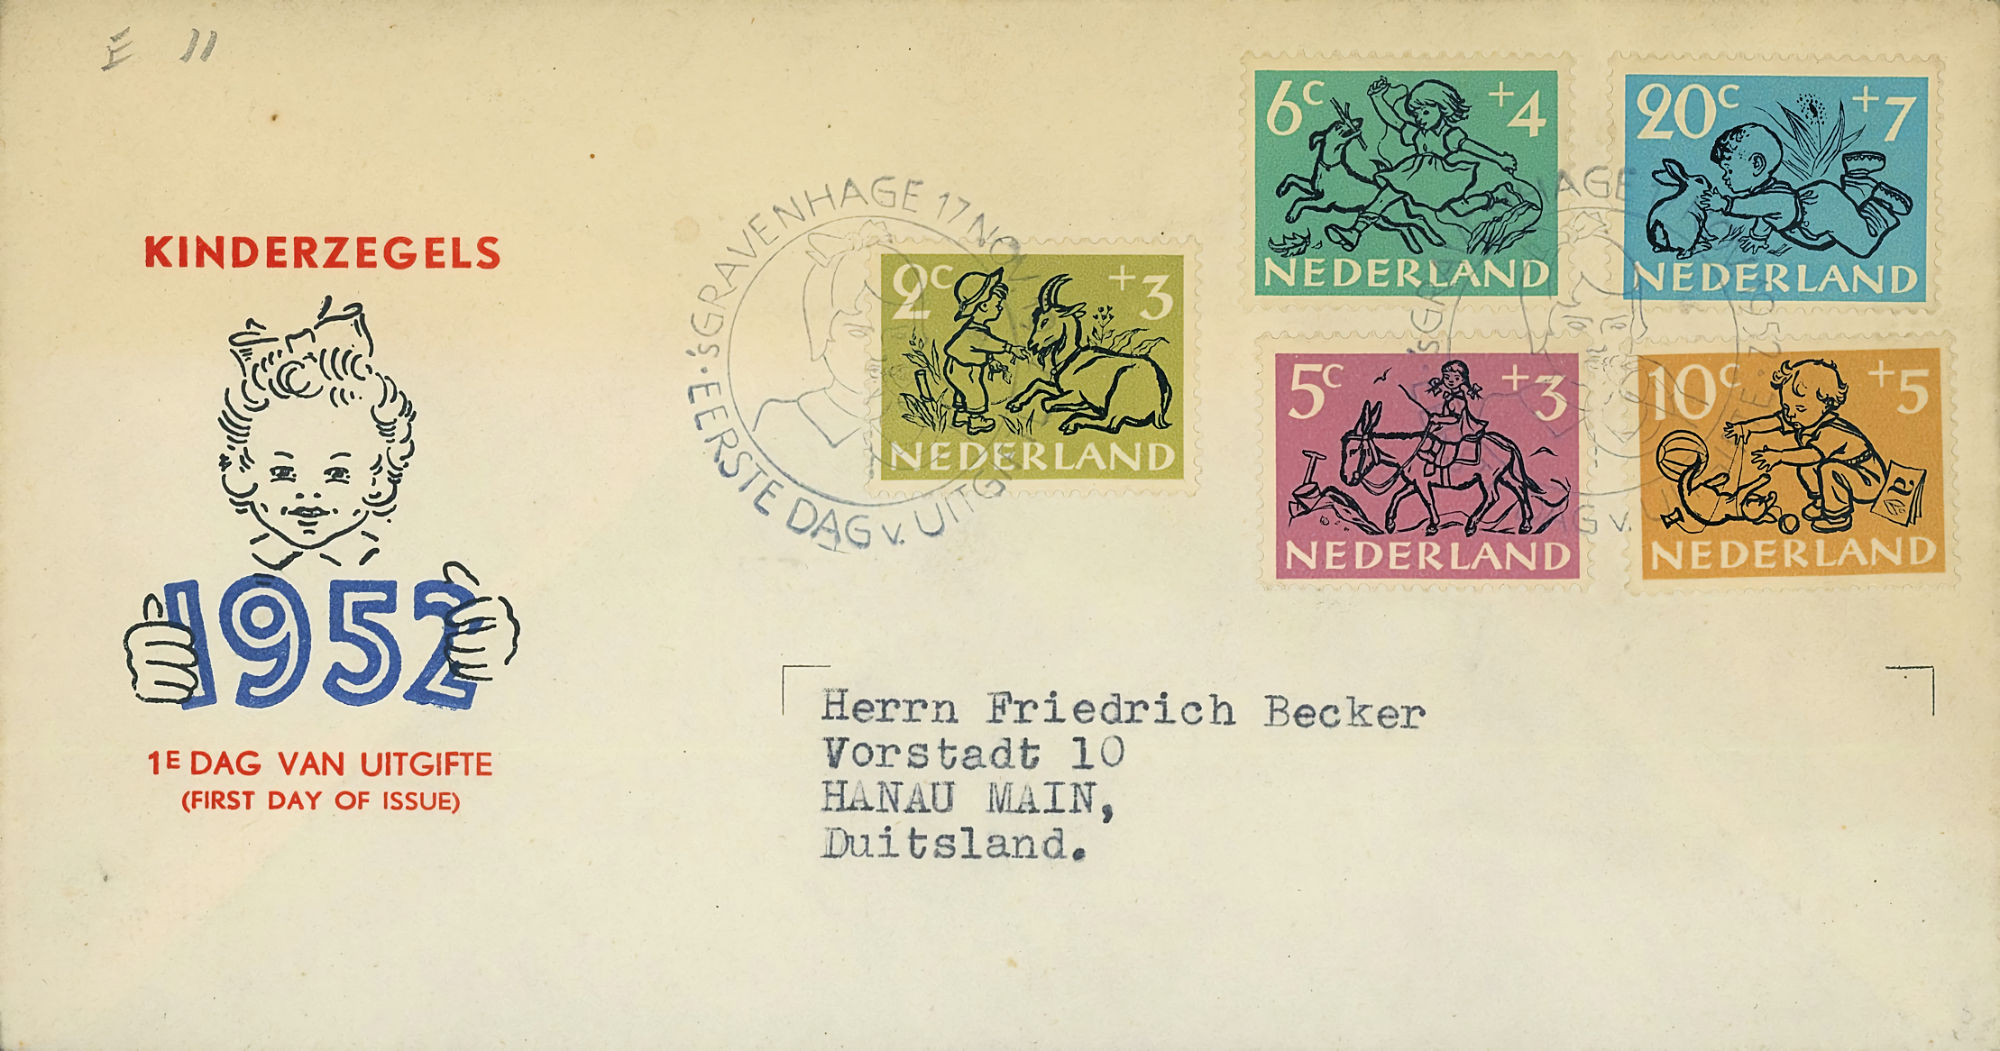 E 11
KINDERZEGELS
1952
1E DAG VAN UITGIFTE
(FIRST DAY OF ISSUE)
'sGRAVENHAGE 17 NOV
EERSTE DAG v. UITG
2c +3
NEDERLAND
6c +4
NEDERLAND
20c +7
NEDERLAND
5c +3
NEDERLAND
10c +5
a
NEDERLAND
Herrn Friedrich Becker
Vorstadt 10
HANAU MAIN,
Duitsland.